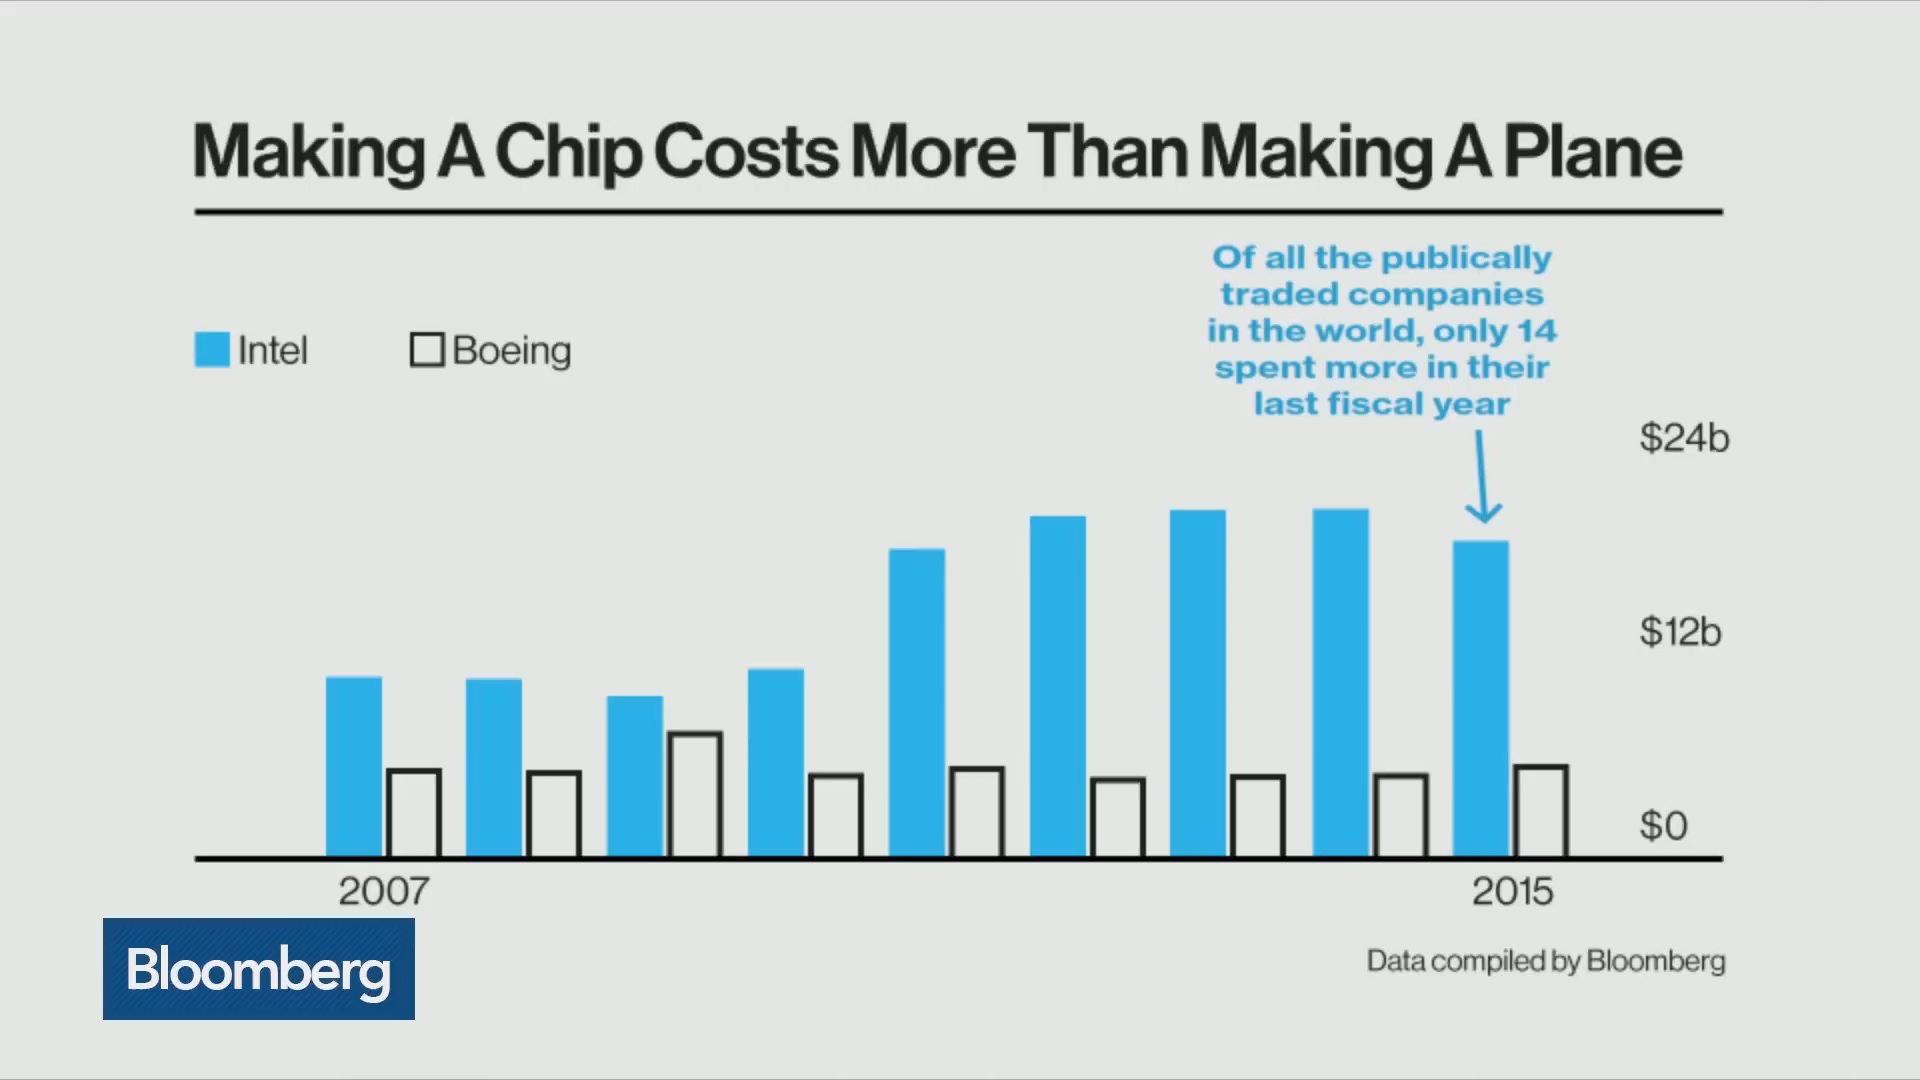 Making A Chip Costs More Than Making A Plane
Of all the publically
traded companies
in the world, only 14
spent more in their
last fiscal year
Intel
Boeing
$24b
$12b
$0
2007
2015
Bloomberg
Data compiled by Bloomberg